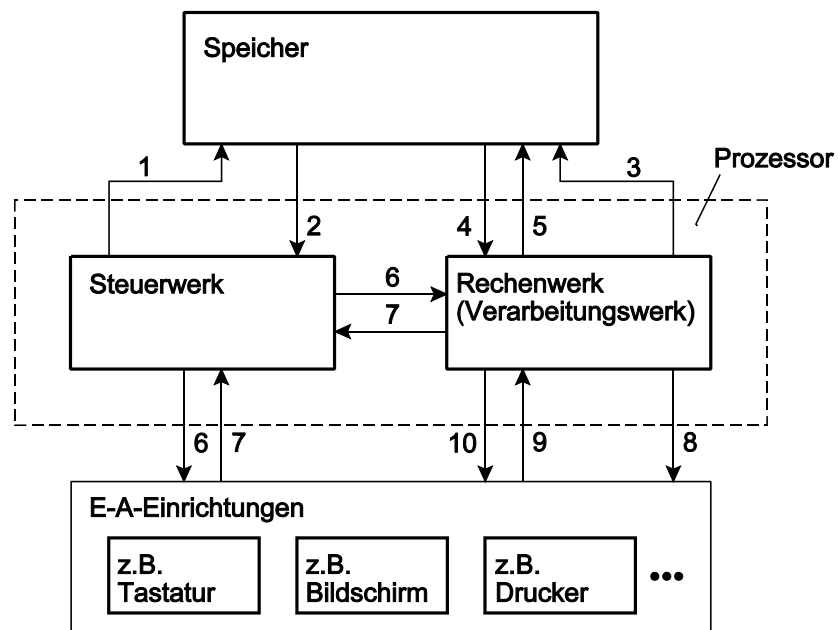 Speicher
Prozessor
1
3
2
4
5
Steuerwerk
6
7
Rechenwerk
(Verarbeitungswerk)
6
7
10
9
8
E-A-Einrichtungen
z.B.
Tastatur
z.B.
Bildschirm
z.B.
Drucker
•••